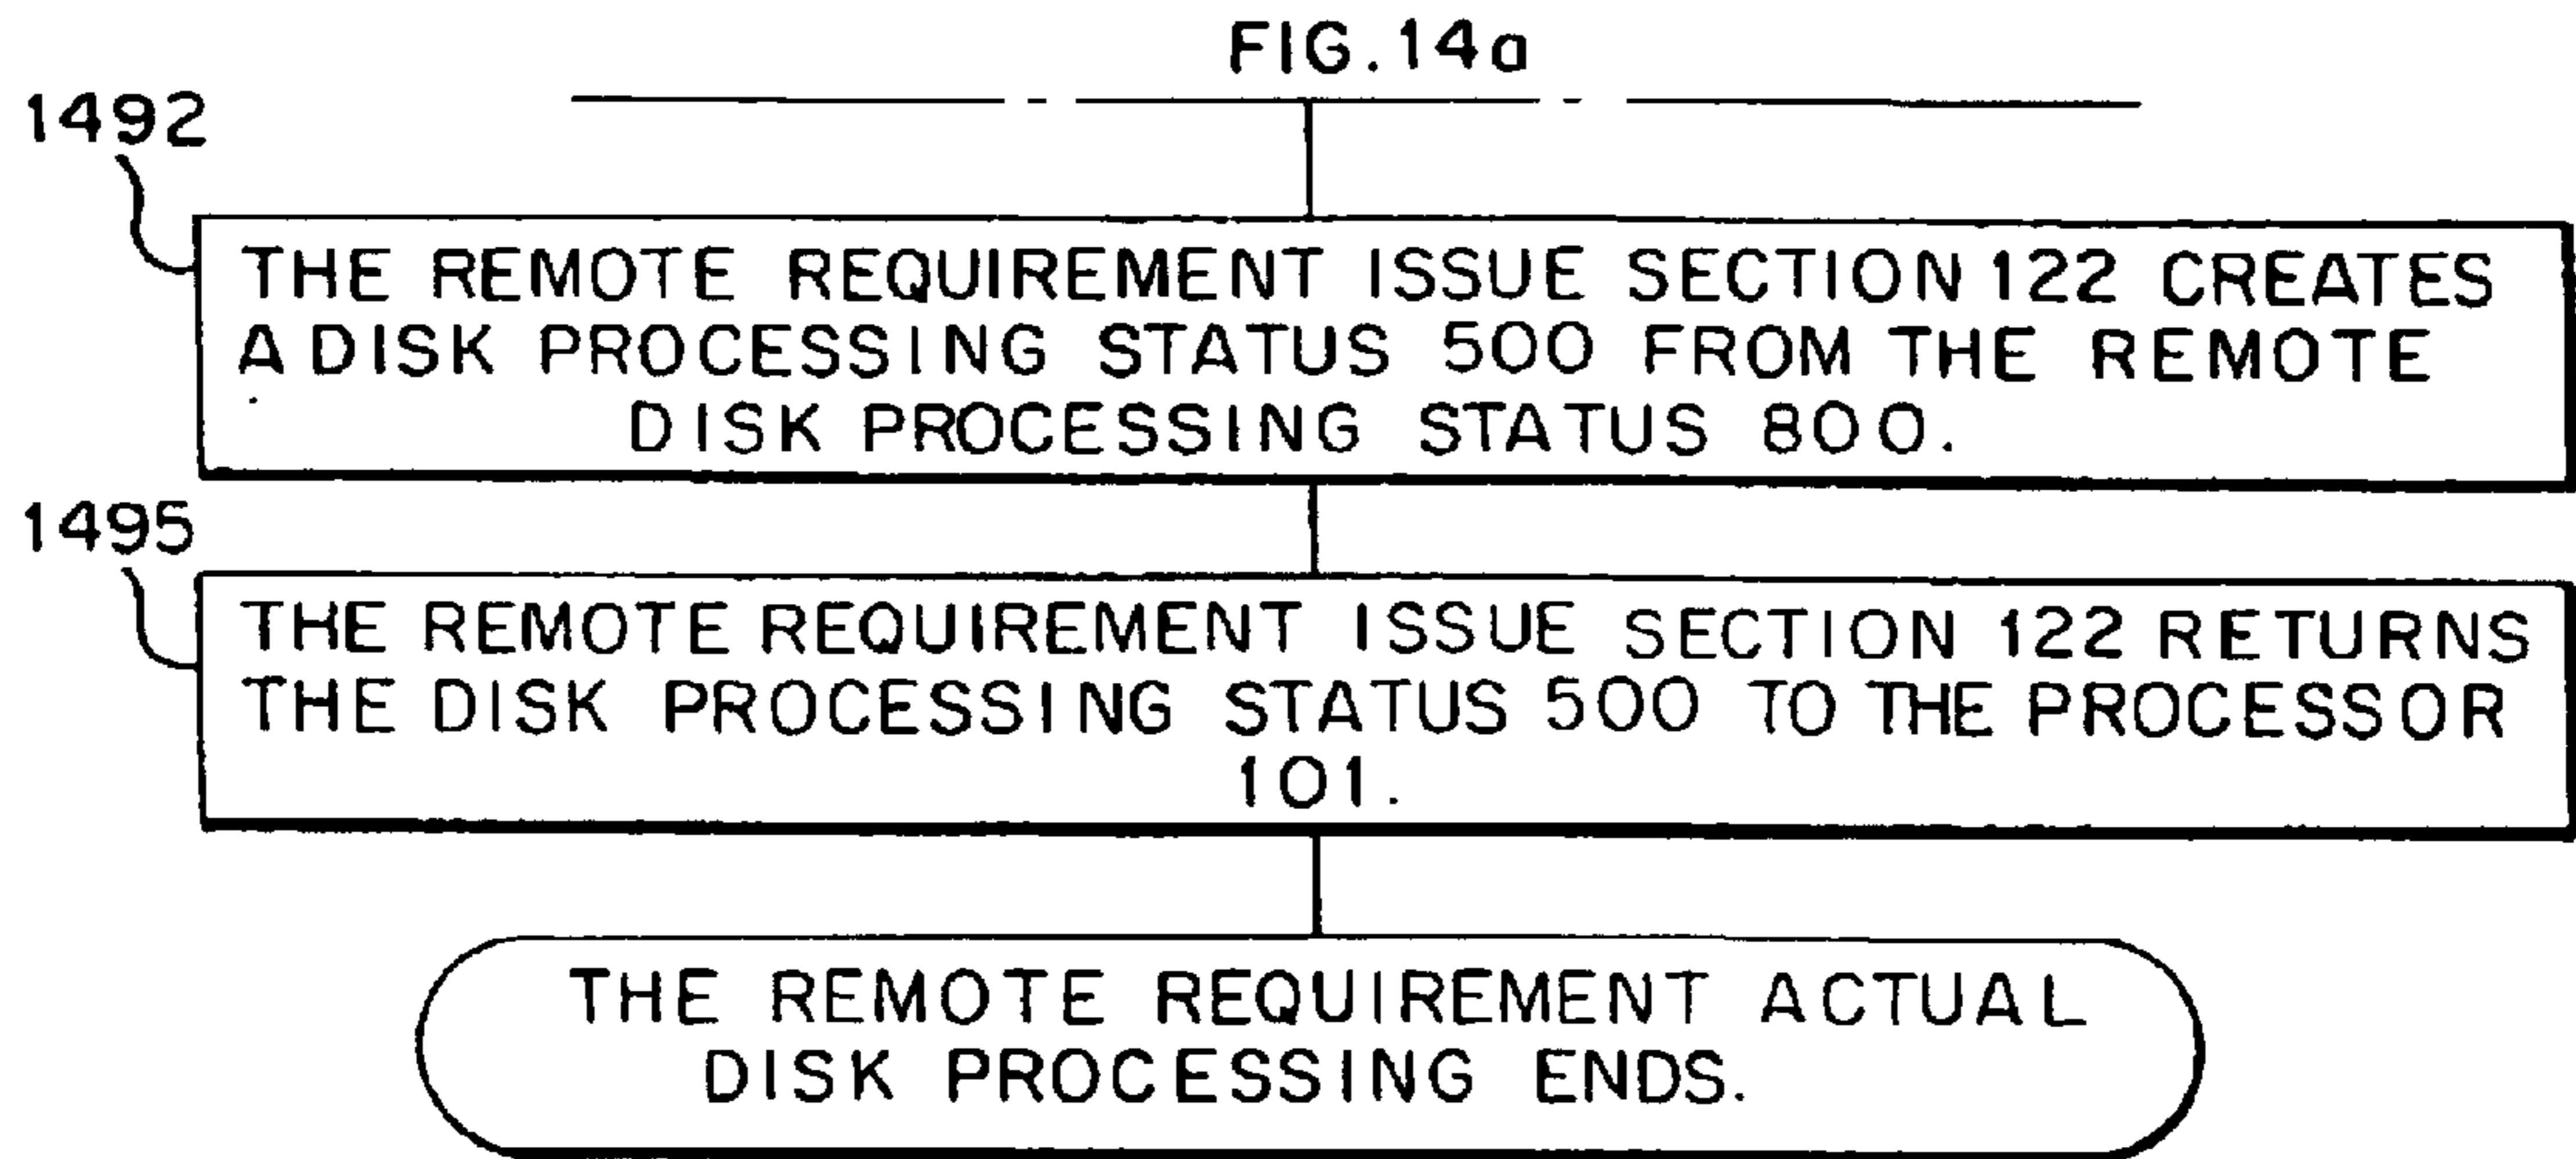 FIG.14a
1492
THE REMOTE REQUIREMENT ISSUE SECTION 122 CREATES
A DISK PROCESSING STATUS 500 FROM THE REMOTE
DISK PROCESSING STATUS 800.
1495
THE REMOTE REQUIREMENT ISSUE SECTION 122 RETURNS
THE DISK PROCESSING STATUS 500 TO THE PROCESSOR
101.
THE REMOTE REQUIREMENT ACTUAL
DISK PROCESSING ENDS.